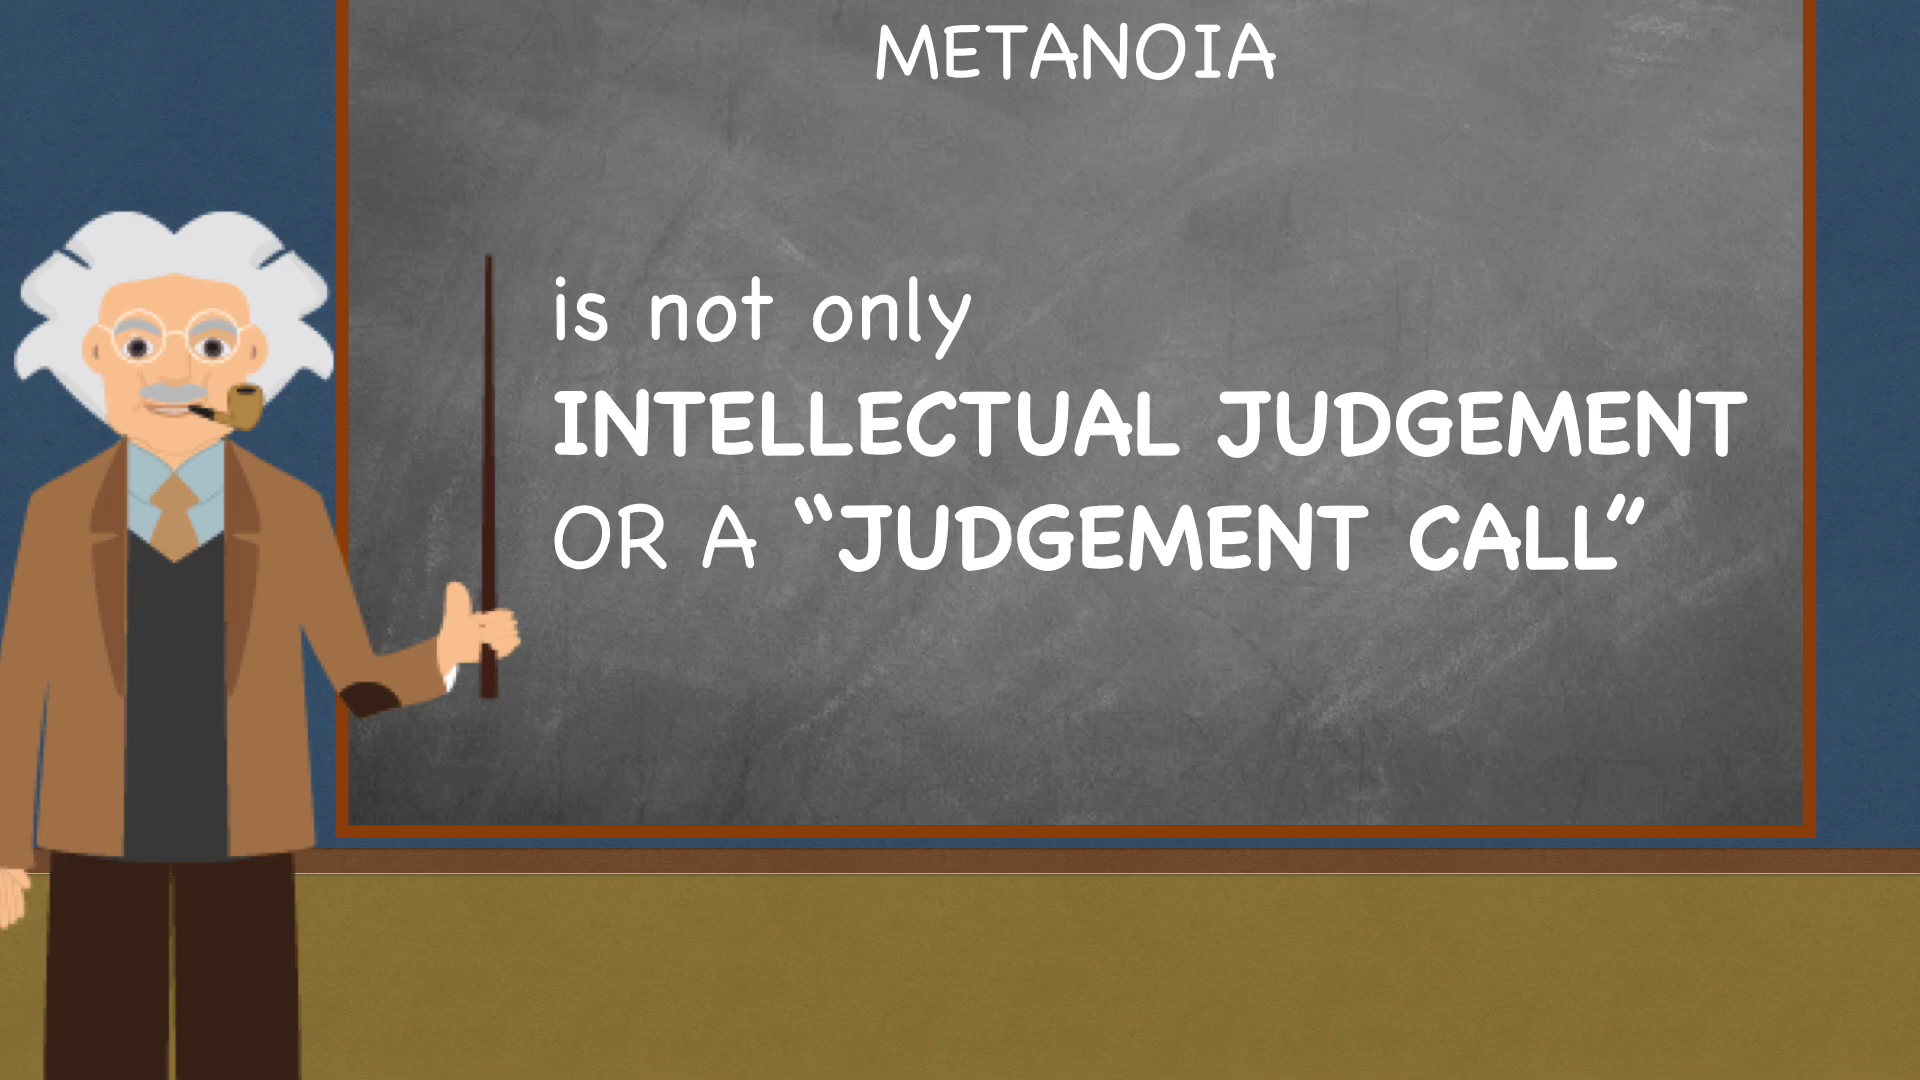 METANOIA
is not only
INTELLECTUAL JUDGEMENT
OR A “JUDGEMENT CALL”